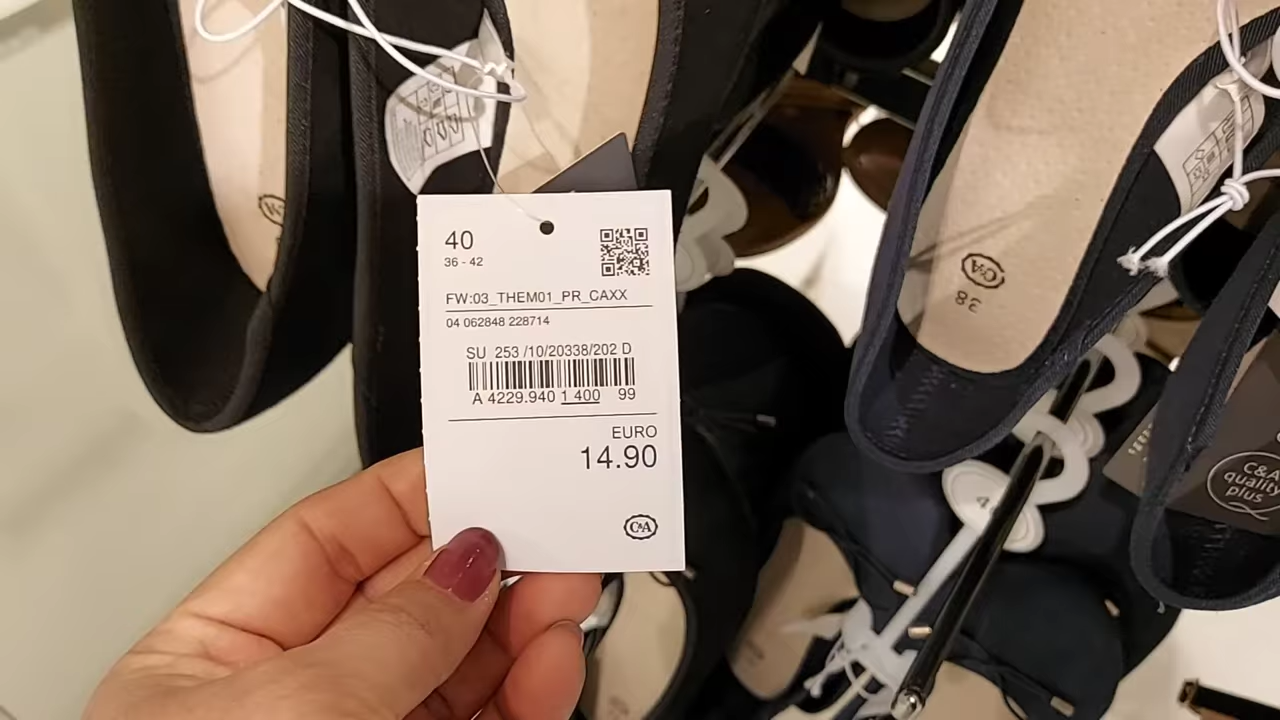 40
36 - 42
FW:03_THEM01_PR_CAXX
04 062848 228714
SU 253 /10/20338/202 D
A 4229.940 1 400 99
EURO
14.90
C&A
C&A
38
C&A
quality
plus
4